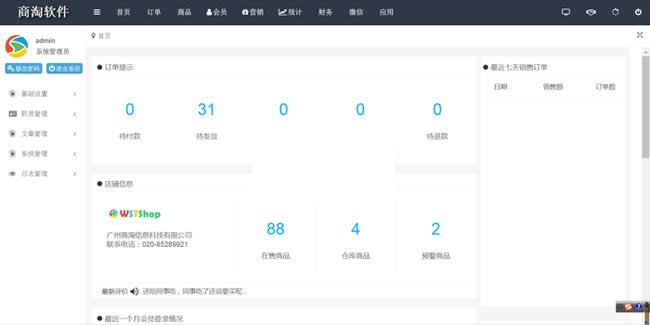 商淘软件 首页 订单 商品 会员 营销 统计 财务 微信 应用
admin
系统管理员
修改密码 退出系统
基础设置
职员管理
文章管理
系统管理
日志管理
首页
订单提示
0 31 0 0 0
待付款 待发货 待退款
店铺信息
WSTShop
广州商淘信息科技有限公司
联系电话：020-85289921
88 4 2
在售商品 仓库商品 预警商品
最新评价 送给同事吃，同事吃了还说要买呢...
最近一个月会员登录情况
最近七天销售订单
日期 销售额 订单数